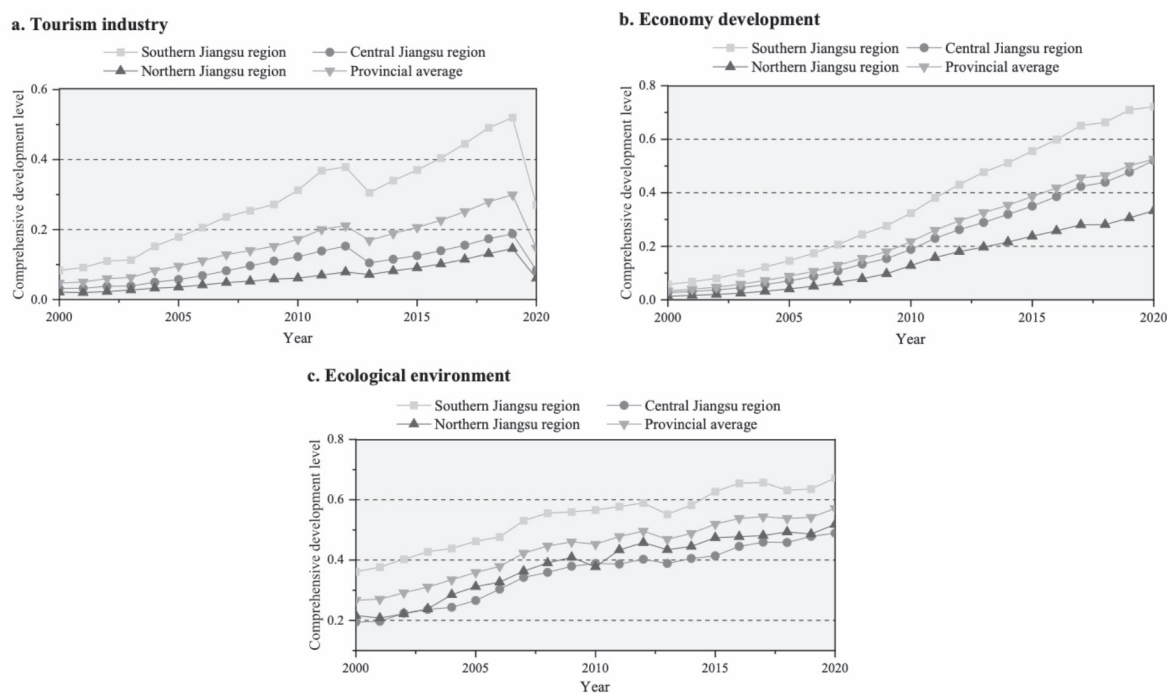 a. Tourism industry
Southern Jiangsu region Central Jiangsu region
Northern Jiangsu region Provincial average
Comprehensive development level
0.6
0.4
0.2
0.0
2000 2005 2010 2015 2020
Year
b. Economy development
Southern Jiangsu region Central Jiangsu region
Northern Jiangsu region Provincial average
Comprehensive development level
0.8
0.6
0.4
0.2
0.0
2000 2005 2010 2015 2020
Year
c. Ecological environment
Southern Jiangsu region Central Jiangsu region
Northern Jiangsu region Provincial average
Comprehensive development level
0.8
0.6
0.4
0.2
2000 2005 2010 2015 2020
Year